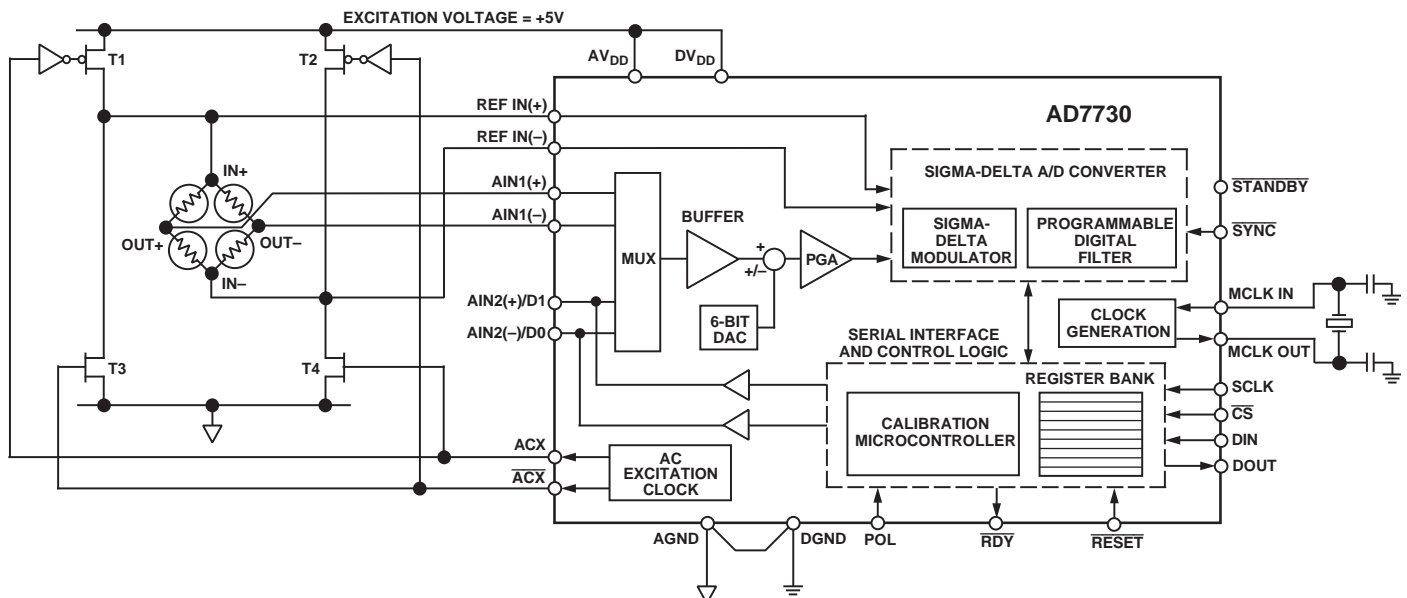 EXCITATION VOLTAGE = +5V
T1
T2
AVDD
DVDD
REF IN(+)
AD7730
REF IN(–)
SIGMA-DELTA A/D CONVERTER
IN+
AIN1(+)
STANDBY
AIN1(–)
BUFFER
SIGMA-
DELTA
MODULATOR
PROGRAMMABLE
DIGITAL
FILTER
SYNC
OUT+
OUT–
MUX
+
+/–
PGA
IN–
AIN2(+)/D1
AIN2(–)/D0
6-BIT
DAC
CLOCK
GENERATION
MCLK IN
MCLK OUT
SERIAL INTERFACE
AND CONTROL LOGIC
T3
T4
REGISTER BANK
CALIBRATION
MICROCONTROLLER
SCLK
CS
DIN
DOUT
ACX
ACX
AC
EXCITATION
CLOCK
AGND
DGND
POL
RDY
RESET